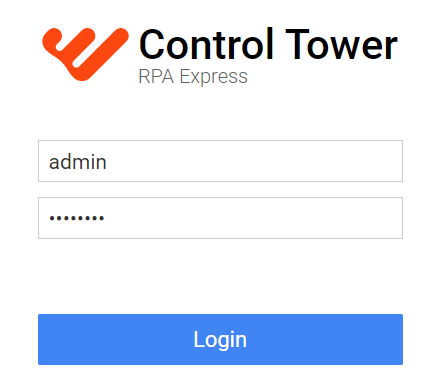 Control Tower
RPA Express
admin
••••••••
Login